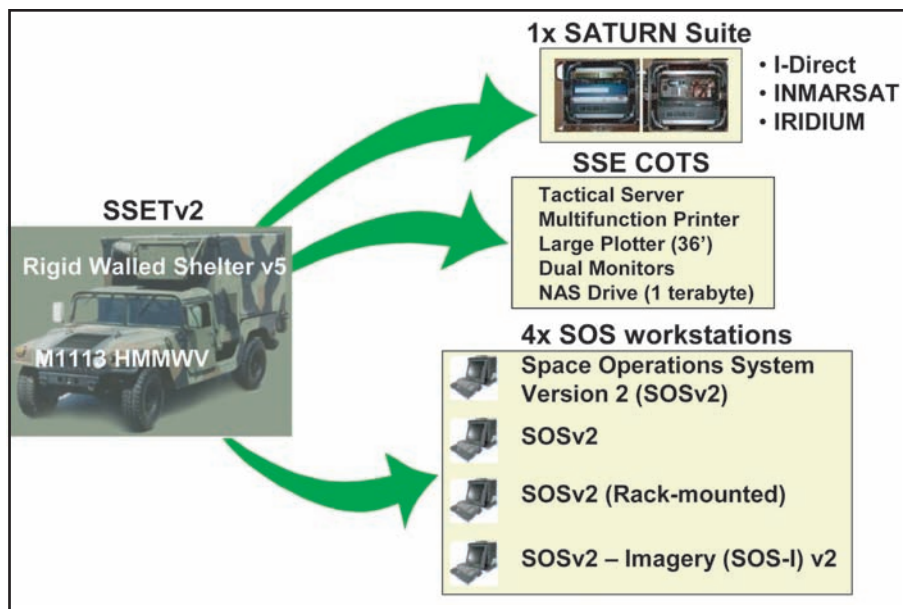 1x SATURN Suite
• I-Direct
• INMARSAT
• IRIDIUM
SSE COTS
Tactical Server
Multifunction Printer
Large Plotter (36’)
Dual Monitors
NAS Drive (1 terabyte)
SSETv2
Rigid Walled Shelter v5
M1113 HMMWV
4x SOS workstations
Space Operations System
Version 2 (SOSv2)
SOSv2
SOSv2 (Rack-mounted)
SOSv2 – Imagery (SOS-I) v2